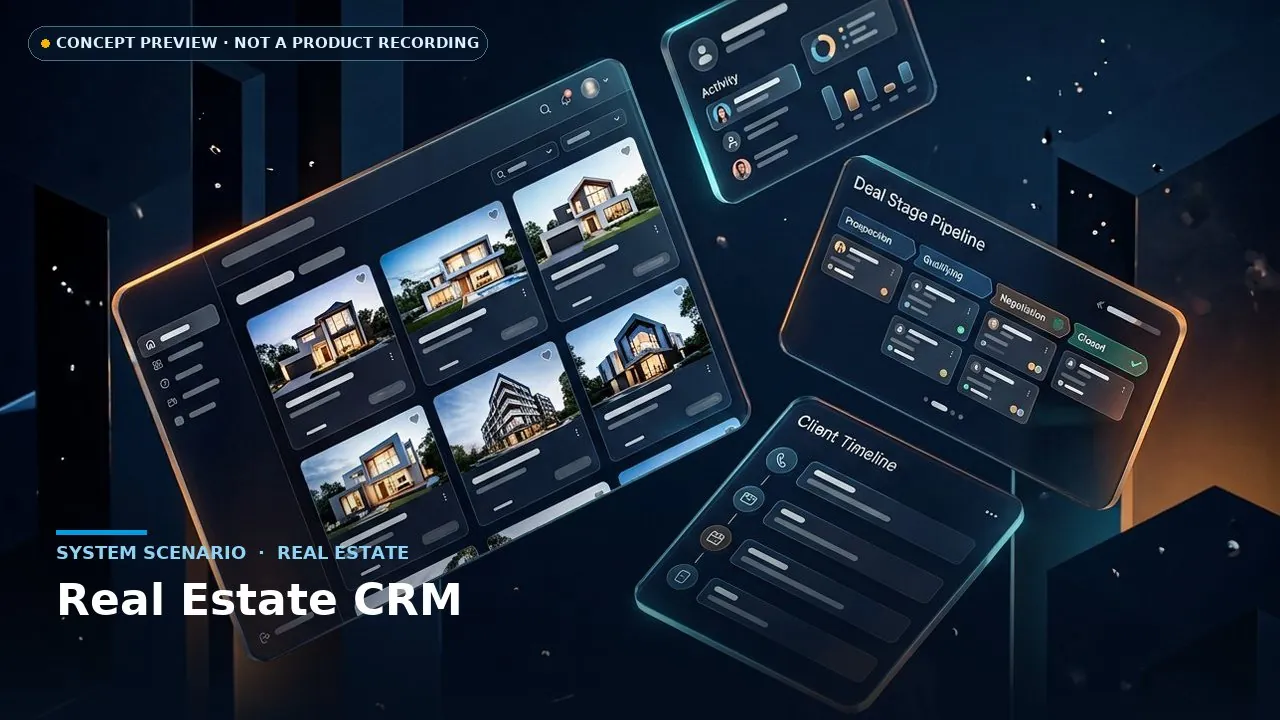 CONCEPT PREVIEW · NOT A PRODUCT RECORDING
Activity
Deal Stage Pipeline
Prospection
Qualifying
Negotiation
Closed
Client Timeline
SYSTEM SCENARIO · REAL ESTATE
Real Estate CRM